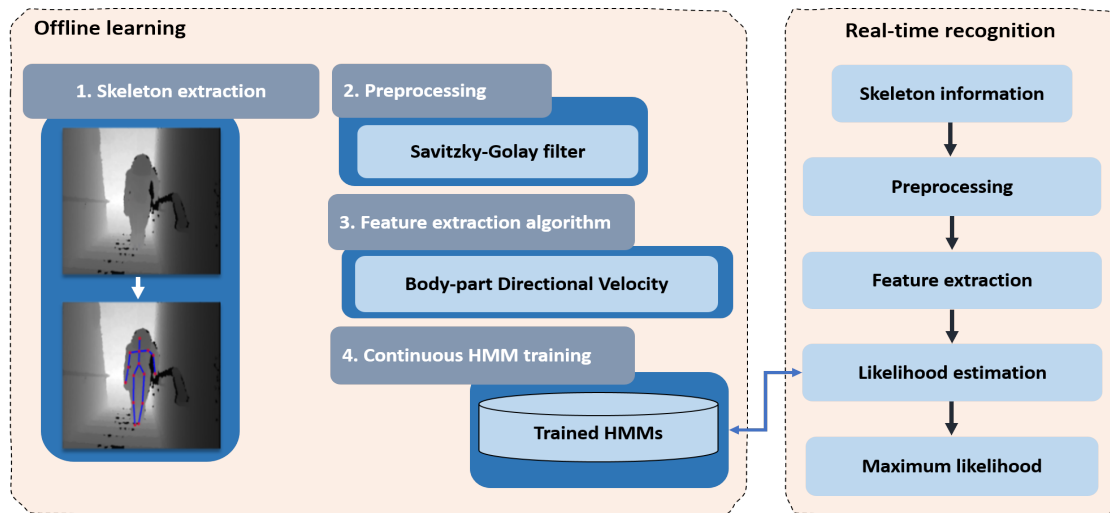 Offline learning
1. Skeleton extraction
2. Preprocessing
Savitzky-Golay filter
3. Feature extraction algorithm
Body-part Directional Velocity
4. Continuous HMM training
Trained HMMs
Real-time recognition
Skeleton information
Preprocessing
Feature extraction
Likelihood estimation
Maximum likelihood